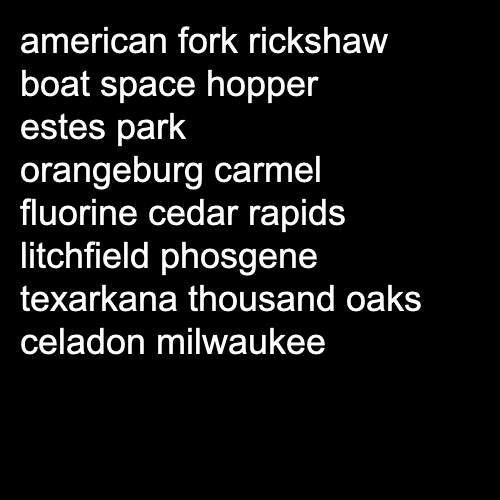 american fork rickshaw
boat space hopper
estes park
orangeburg carmel
fluorine cedar rapids
litchfield phosgene
texarkana thousand oaks
celadon milwaukee